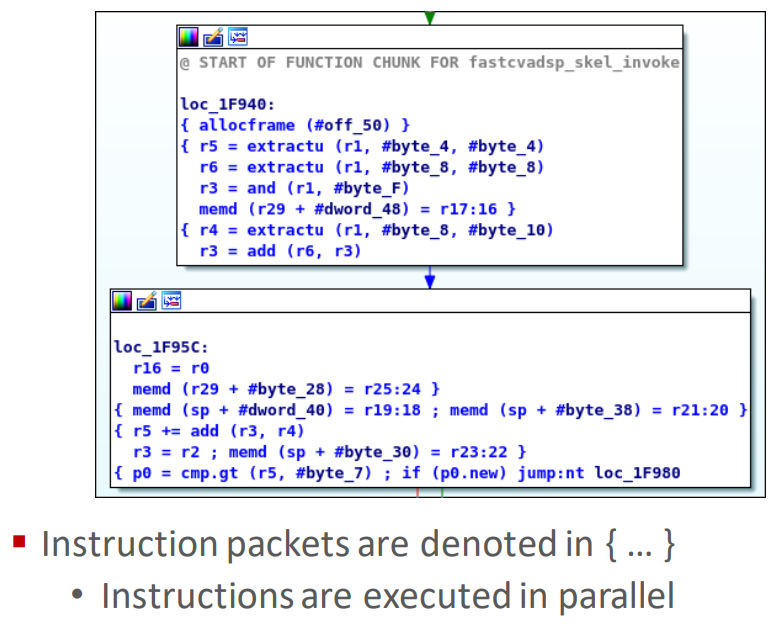 @ START OF FUNCTION CHUNK FOR fastcvadsp_skel_invoke
loc_1F940:
{ allocframe (#off_50) }
{ r5 = extractu (r1, #byte_4, #byte_4)
r6 = extractu (r1, #byte_8, #byte_8)
r3 = and (r1, #byte_F)
memd (r29 + #dword_48) = r17:16 }
{ r4 = extractu (r1, #byte_8, #byte_10)
r3 = add (r6, r3)
loc_1F95C:
r16 = r0
memd (r29 + #byte_28) = r25:24 }
{ memd (sp + #dword_40) = r19:18 ; memd (sp + #byte_38) = r21:20 }
{ r5 += add (r3, r4)
r3 = r2 ; memd (sp + #byte_30) = r23:22 }
{ p0 = cmp.gt (r5, #byte_7) ; if (p0.new) jump:nt loc_1F980
▪ Instruction packets are denoted in { ... }
• Instructions are executed in parallel